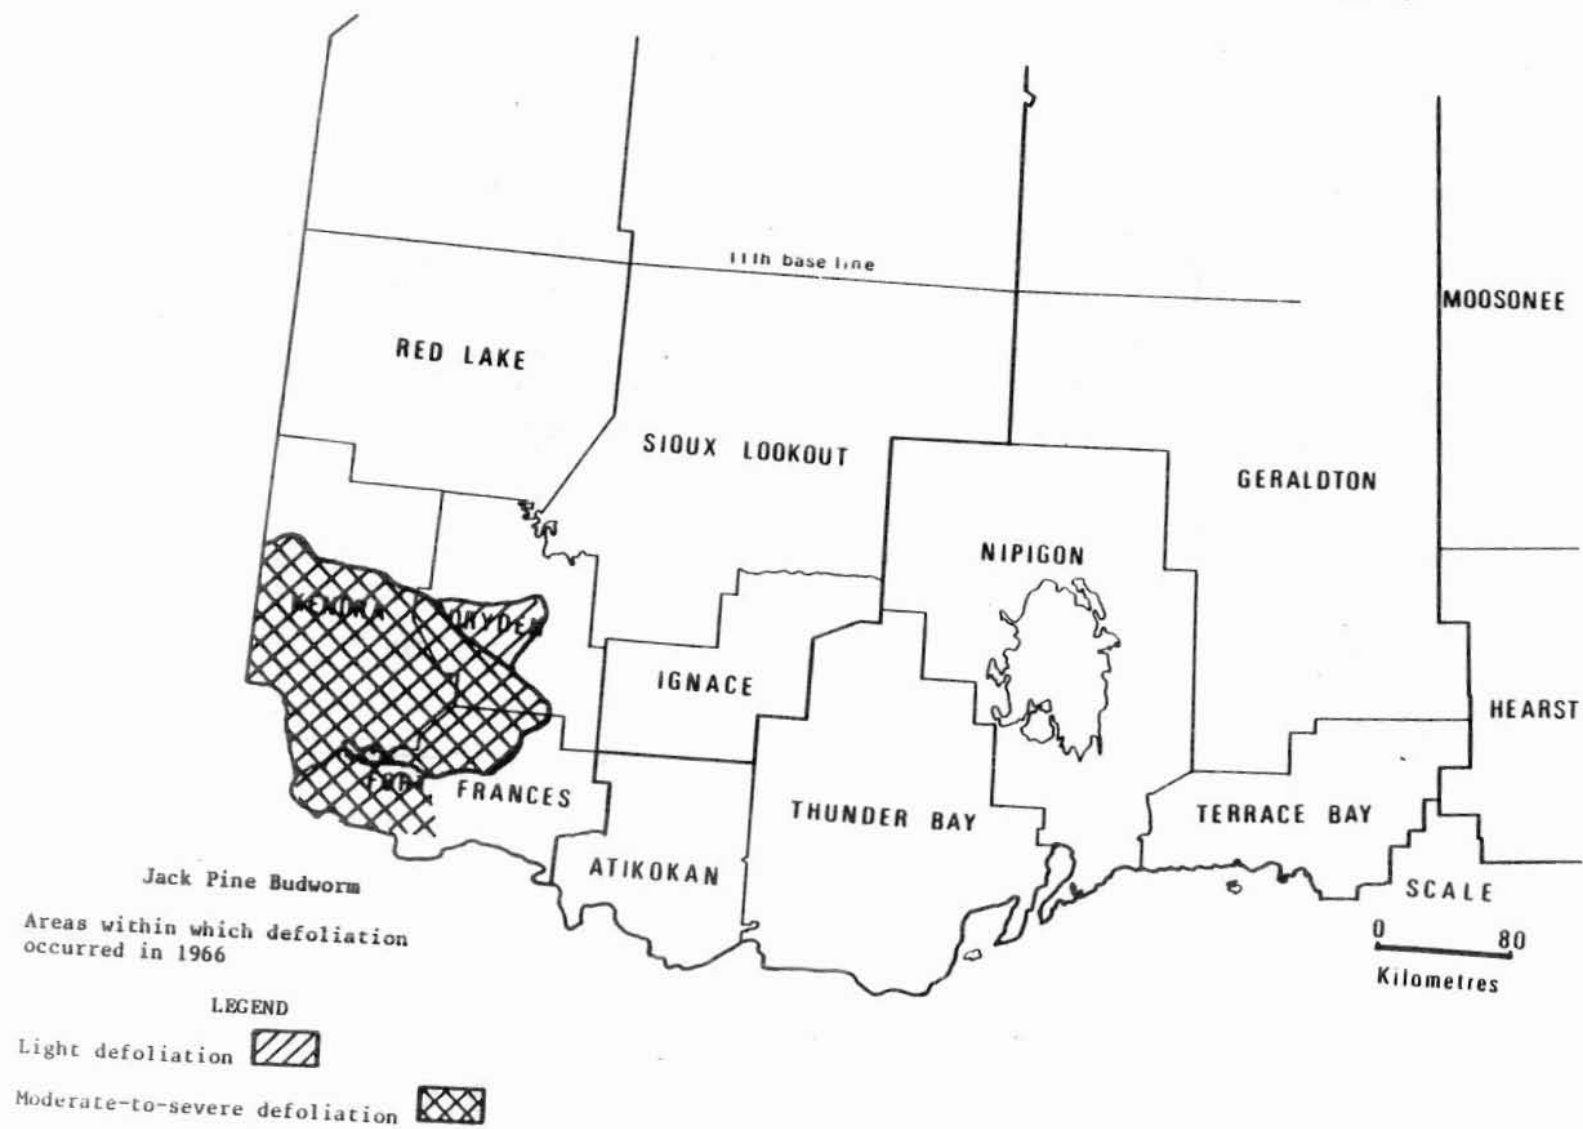 11th base line
MOOSONEE
RED LAKE
SIOUX LOOKOUT
GERALDTON
NIPIGON
KENORA
DRYDEN
IGNACE
HEARST
FORT FRANCES
THUNDER BAY
TERRACE BAY
ATIKOKAN
Jack Pine Budworm
Areas within which defoliation
occurred in 1966
LEGEND
Light defoliation
Moderate-to-severe defoliation
SCALE
0 80
Kilometres